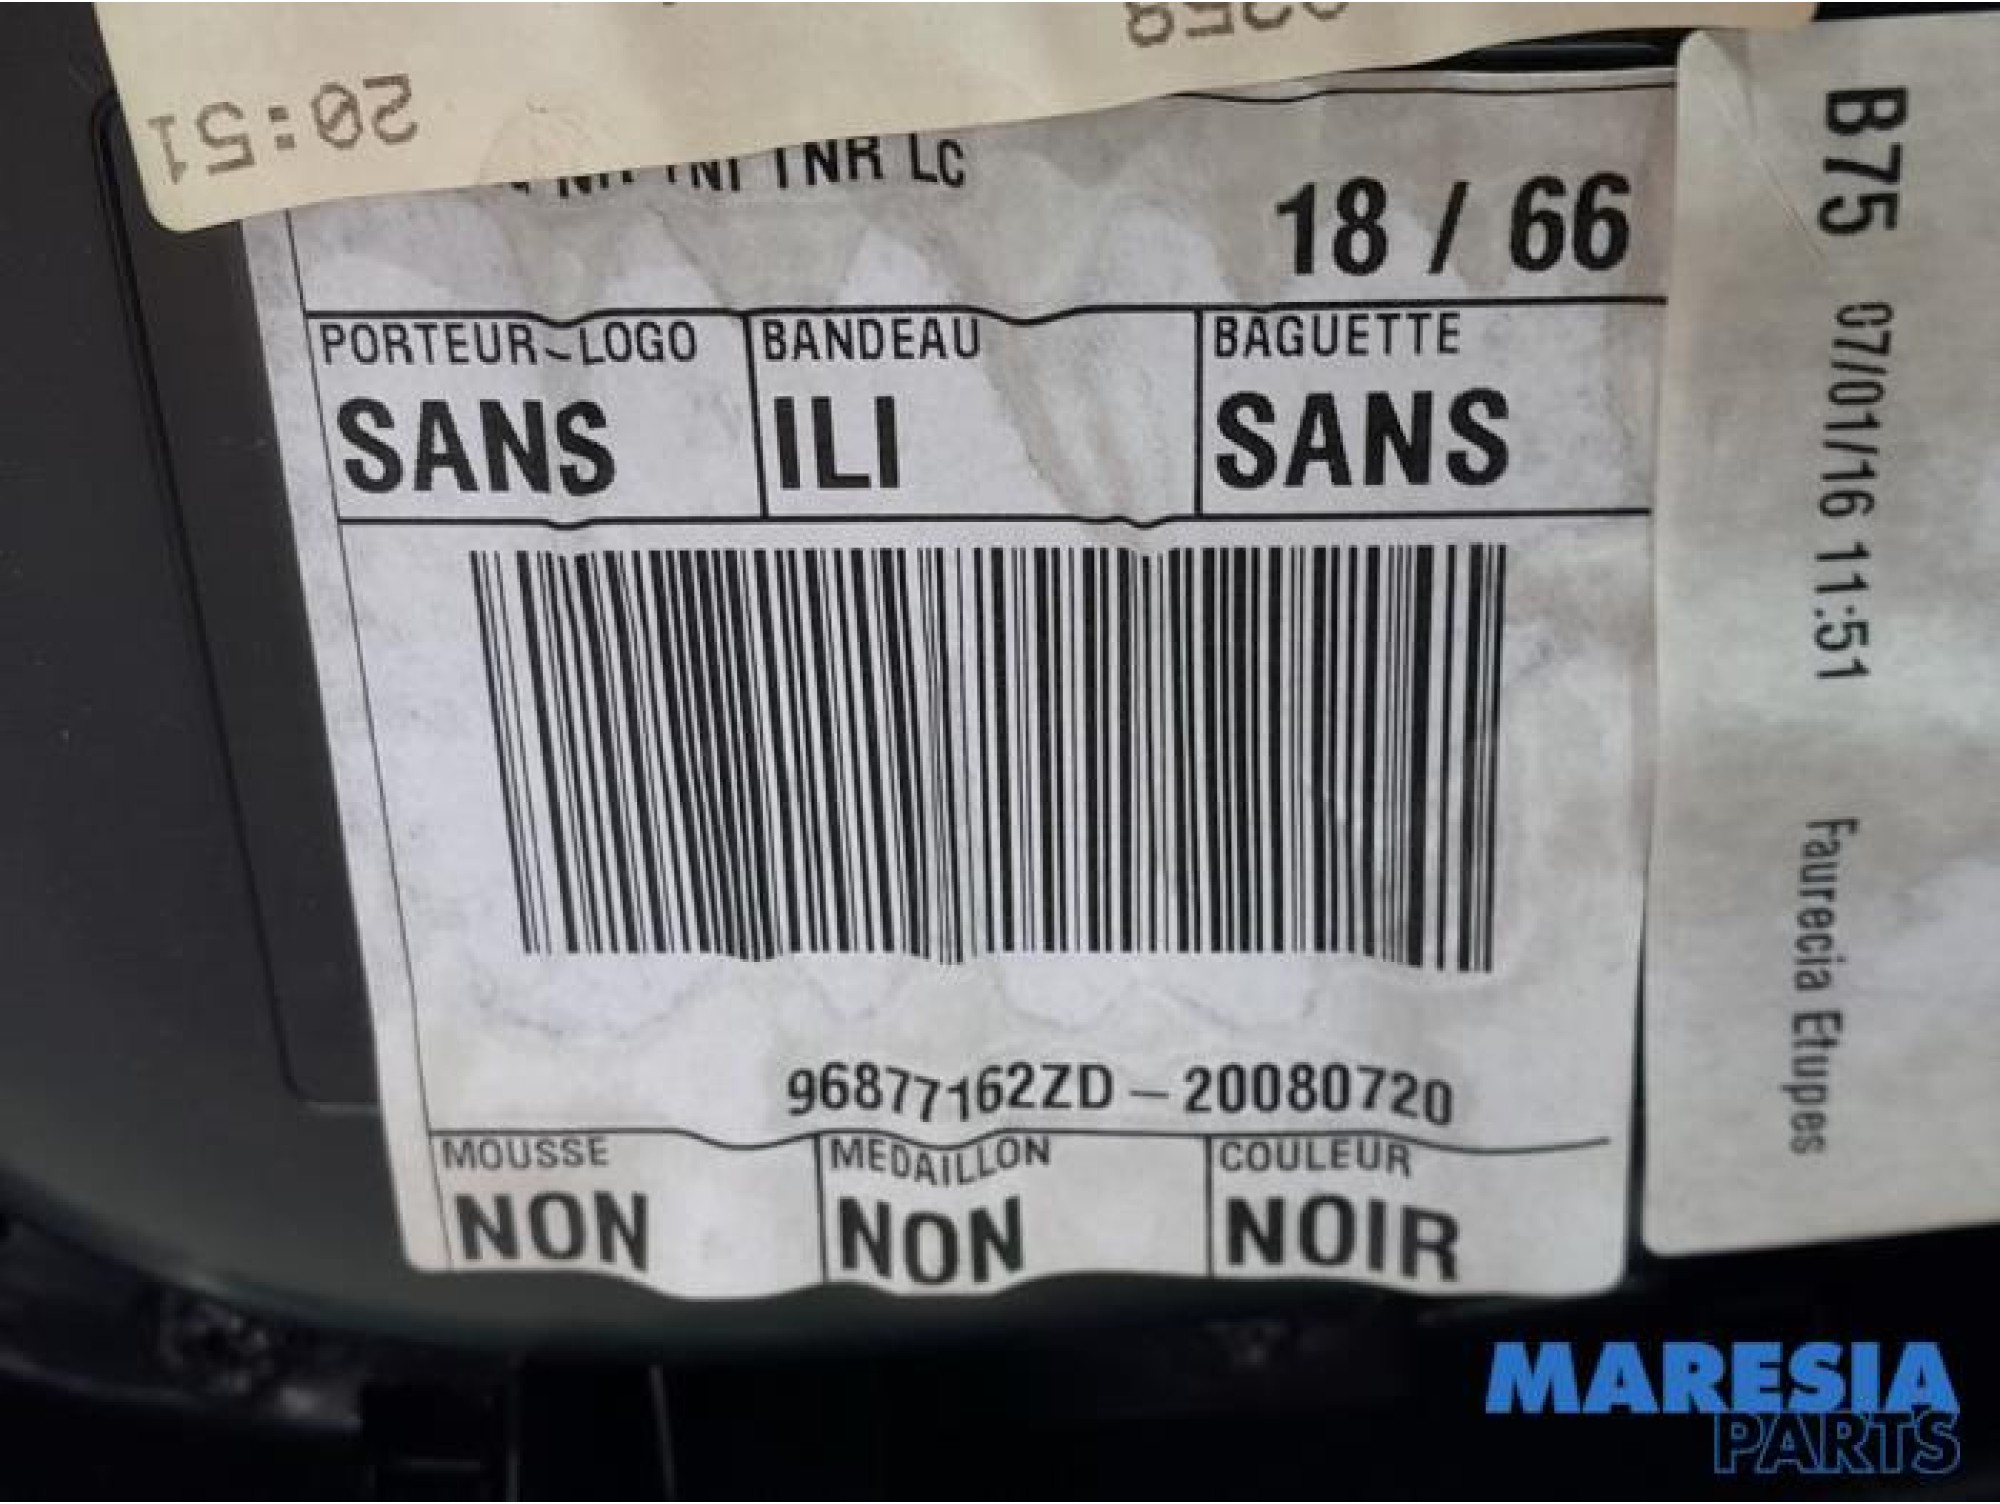 20:51
TNR LC
18 / 66
PORTEUR-LOGO
SANS
BANDEAU
ILI
BAGUETTE
SANS
96877162ZD-20080720
MOUSSE
NON
MEDAILLON
NON
COULEUR
NOIR
B75 07/01/16 11:51 Faurecia Etupes
MARESIA
PARTS